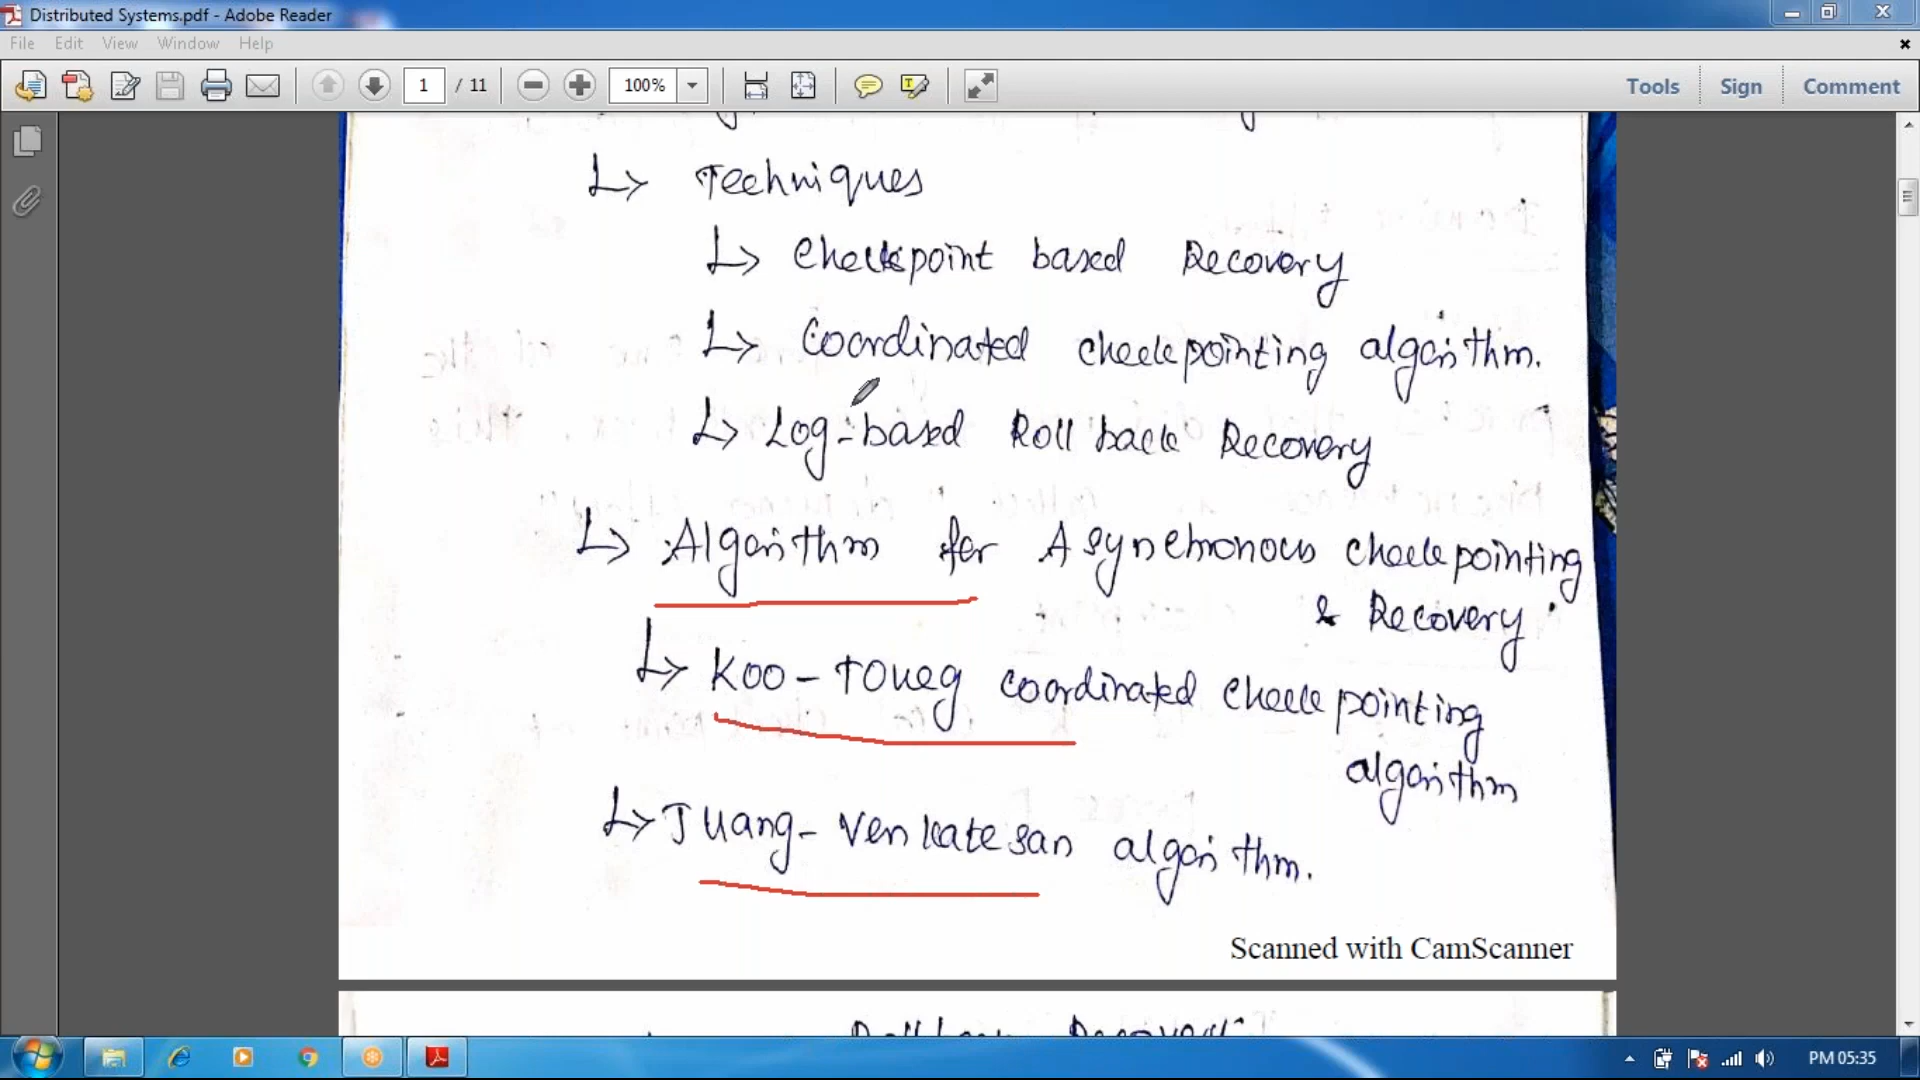 Distributed Systems.pdf - Adobe Reader
File Edit View Window Help
1 / 11 100% Tools Sign Comment
Techniques
Checkpoint based Recovery
Coordinated checkpointing algorithm.
Log-based Roll back Recovery
Algorithm for Asynchronous checkpointing
& Recovery
Koo-Toueg coordinated checkpointing
algorithm
Juang-Venkatesan algorithm.
Scanned with CamScanner
PM 05:35